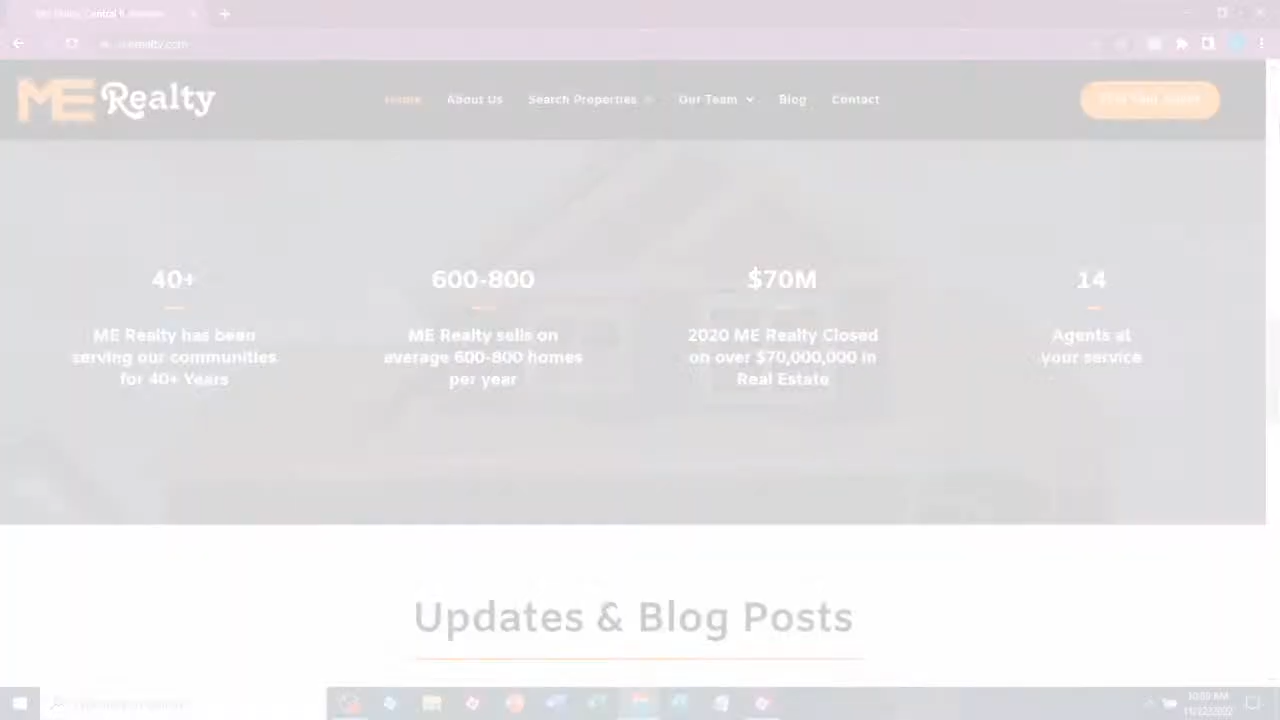 ME Realty
Home About Us Search Properties Our Team Blog Contact
40+
ME Realty has been
serving our communities
for 40+ Years
600-800
ME Realty sells on
average 600-800 homes
per year
$70M
2020 ME Realty Closed
on over $70,000,000 in
Real Estate
14
Agents at
your service
Updates & Blog Posts